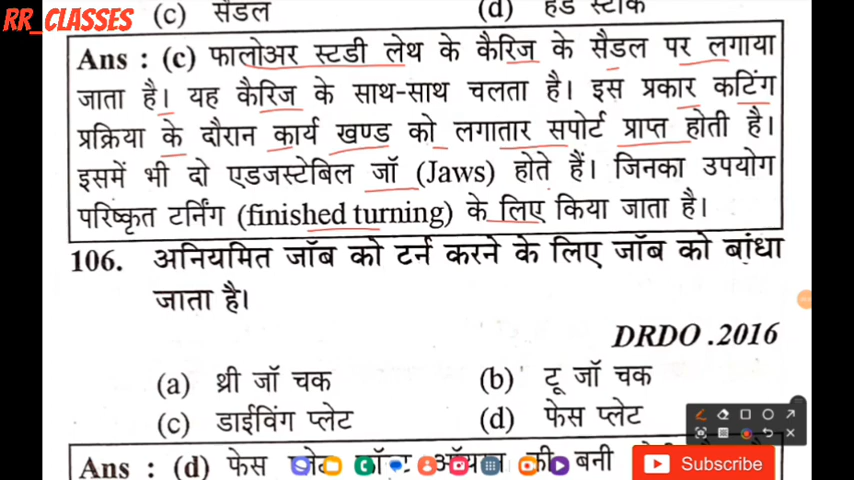 RR_CLASSES
(c) सैडल (d) हेड स्टॉक
Ans : (c) फालोअर स्टडी लेथ के कैरिज के सैडल पर लगाया
जाता है। यह कैरिज के साथ-साथ चलता है। इस प्रकार कटिंग
प्रक्रिया के दौरान कार्य खण्ड को लगातार सपोर्ट प्राप्त होती है।
इसमें भी दो एडजस्टेबिल जॉ (Jaws) होते हैं। जिनका उपयोग
परिष्कृत टर्निंग (finished turning) के लिए किया जाता है।
106. अनियमित जॉब को टर्न करने के लिए जॉब को बांधा
जाता है।
DRDO .2016
(a) थ्री जॉ चक (b) टू जॉ चक
(c) डाईविंग प्लेट (d) फेस प्लेट
Ans : (d) फेस की बनी
Subscribe